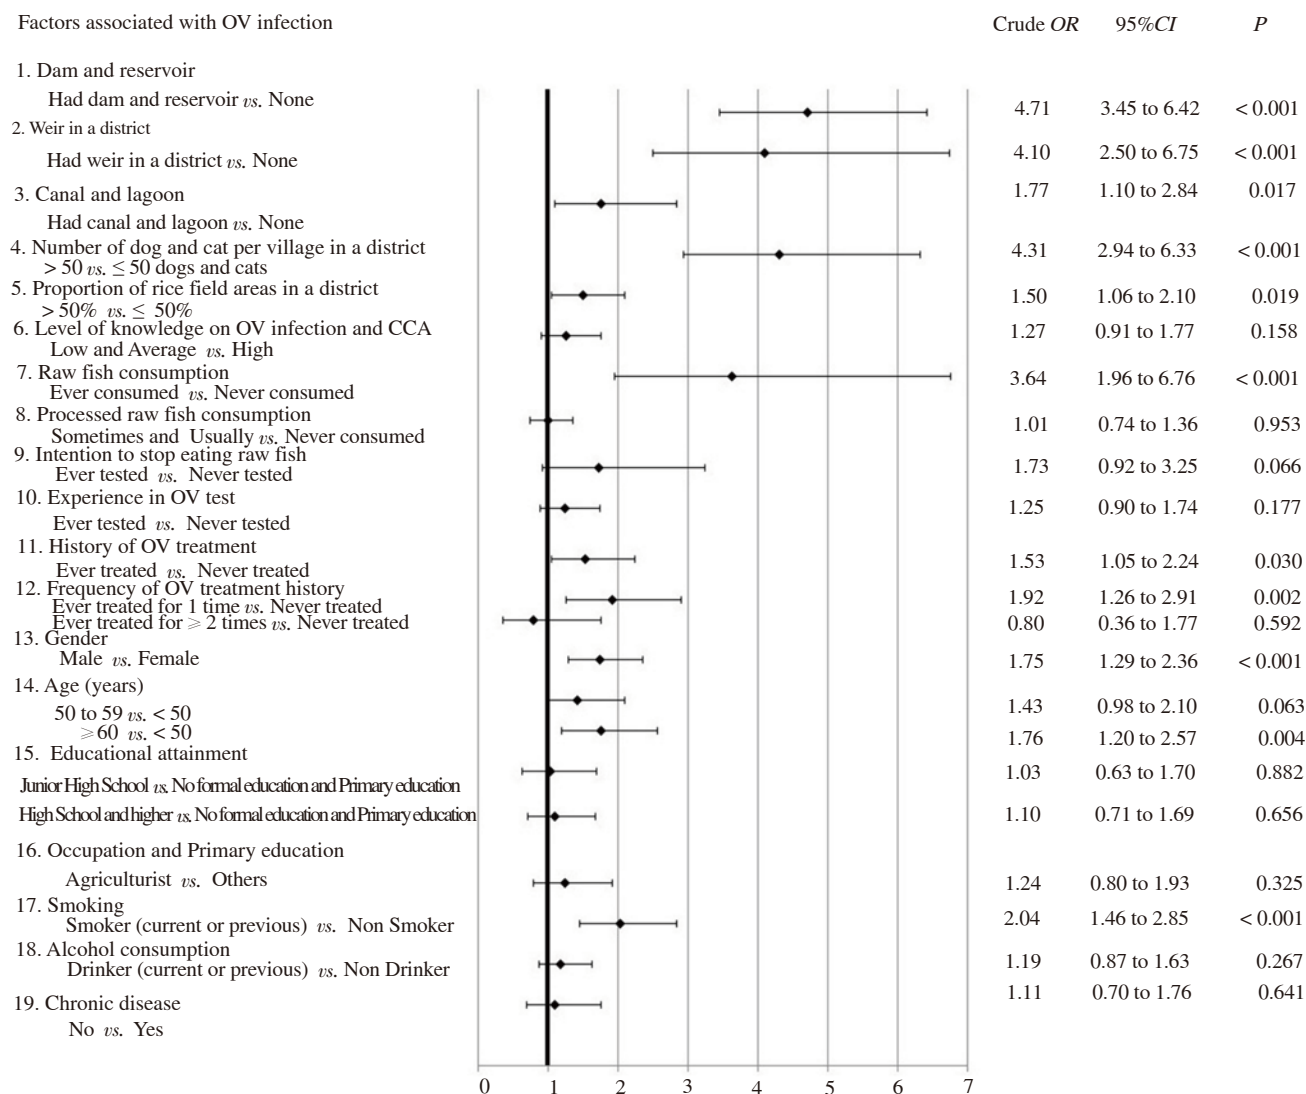 Factors associated with OV infection Crude OR 95%CI P
1. Dam and reservoir
Had dam and reservoir vs. None 4.71 3.45 to 6.42 < 0.001
2. Weir in a district
Had weir in a district vs. None 4.10 2.50 to 6.75 < 0.001
3. Canal and lagoon 1.77 1.10 to 2.84 0.017
Had canal and lagoon vs. None
4. Number of dog and cat per village in a district 4.31 2.94 to 6.33 < 0.001
> 50 vs. ≤ 50 dogs and cats
5. Proportion of rice field areas in a district 1.50 1.06 to 2.10 0.019
> 50% vs. ≤ 50%
6. Level of knowledge on OV infection and CCA 1.27 0.91 to 1.77 0.158
Low and Average vs. High
7. Raw fish consumption 3.64 1.96 to 6.76 < 0.001
Ever consumed vs. Never consumed
8. Processed raw fish consumption 1.01 0.74 to 1.36 0.953
Sometimes and Usually vs. Never consumed
9. Intention to stop eating raw fish 1.73 0.92 to 3.25 0.066
Ever tested vs. Never tested
10. Experience in OV test 1.25 0.90 to 1.74 0.177
Ever tested vs. Never tested
11. History of OV treatment 1.53 1.05 to 2.24 0.030
Ever treated vs. Never treated
12. Frequency of OV treatment history
Ever treated for 1 time vs. Never treated 1.92 1.26 to 2.91 0.002
Ever treated for ⩾ 2 times vs. Never treated 0.80 0.36 to 1.77 0.592
13. Gender
Male vs. Female 1.75 1.29 to 2.36 < 0.001
14. Age (years)
50 to 59 vs. < 50 1.43 0.98 to 2.10 0.063
⩾60 vs. < 50 1.76 1.20 to 2.57 0.004
15. Educational attainment
Junior High School vs. No formal education and Primary education 1.03 0.63 to 1.70 0.882
High School and higher vs. No formal education and Primary education 1.10 0.71 to 1.69 0.656
16. Occupation and Primary education
Agriculturist vs. Others 1.24 0.80 to 1.93 0.325
17. Smoking
Smoker (current or previous) vs. Non Smoker 2.04 1.46 to 2.85 < 0.001
18. Alcohol consumption
Drinker (current or previous) vs. Non Drinker 1.19 0.87 to 1.63 0.267
19. Chronic disease 1.11 0.70 to 1.76 0.641
No vs. Yes
0 1 2 3 4 5 6 7